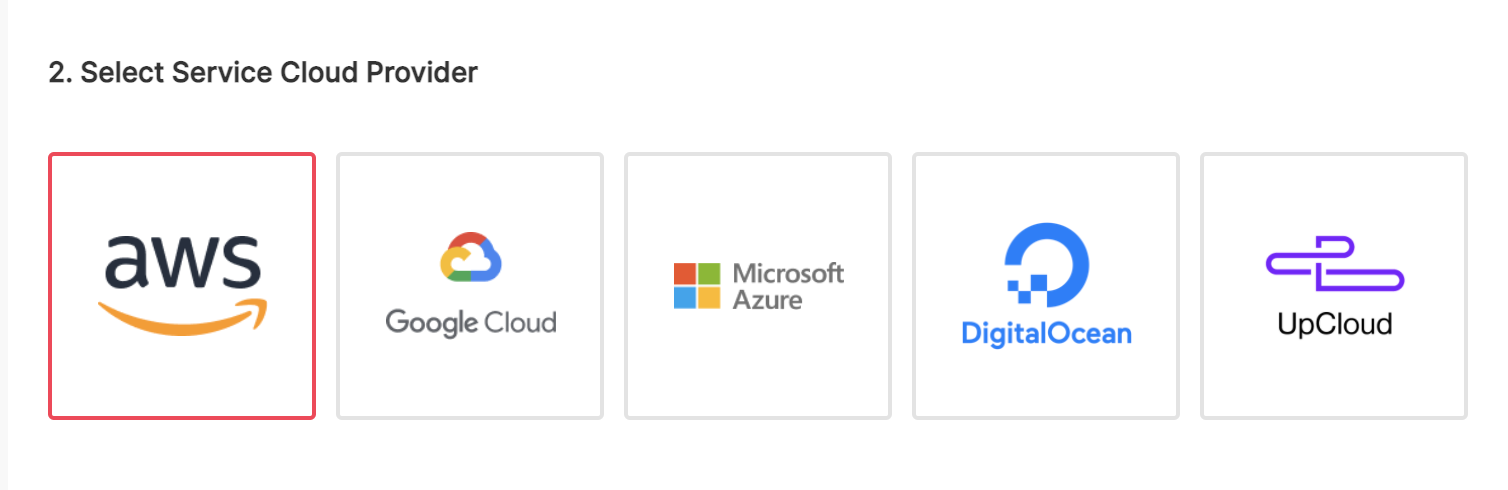 2. Select Service Cloud Provider
aws
Google Cloud
Microsoft
Azure
DigitalOcean
UpCloud